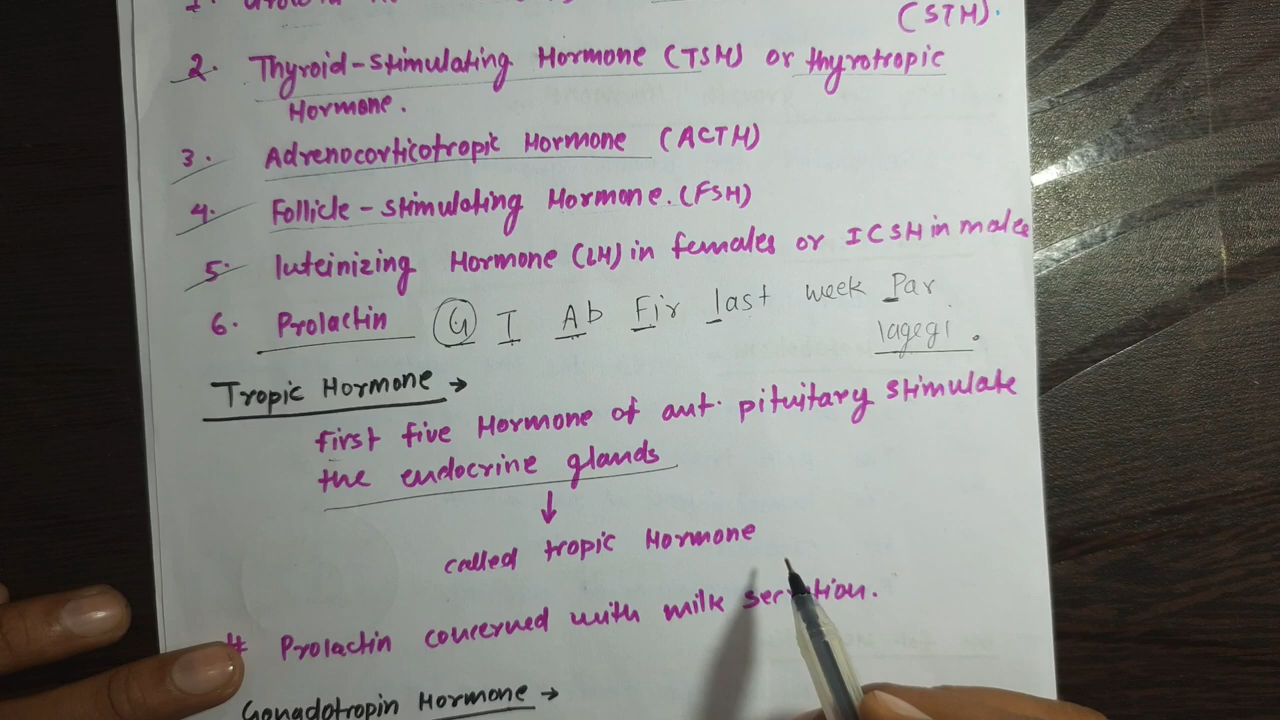 (STH).
2. Thyroid-stimulating Hormone (TSH) or thyrotropic
Hormone.
3. Adrenocorticotropic Hormone (ACTH)
4. Follicle-stimulating Hormone. (FSH)
5. luteinizing Hormone (LH) in females or ICSH in males
6. Prolactin G I Ab Fir last week Par
lagegi.
Tropic Hormone →
first five Hormone of ant. pituitary stimulate
the endocrine glands
↓
called tropic Hormone
# Prolactin concerned with milk
Gonadotropin Hormone →